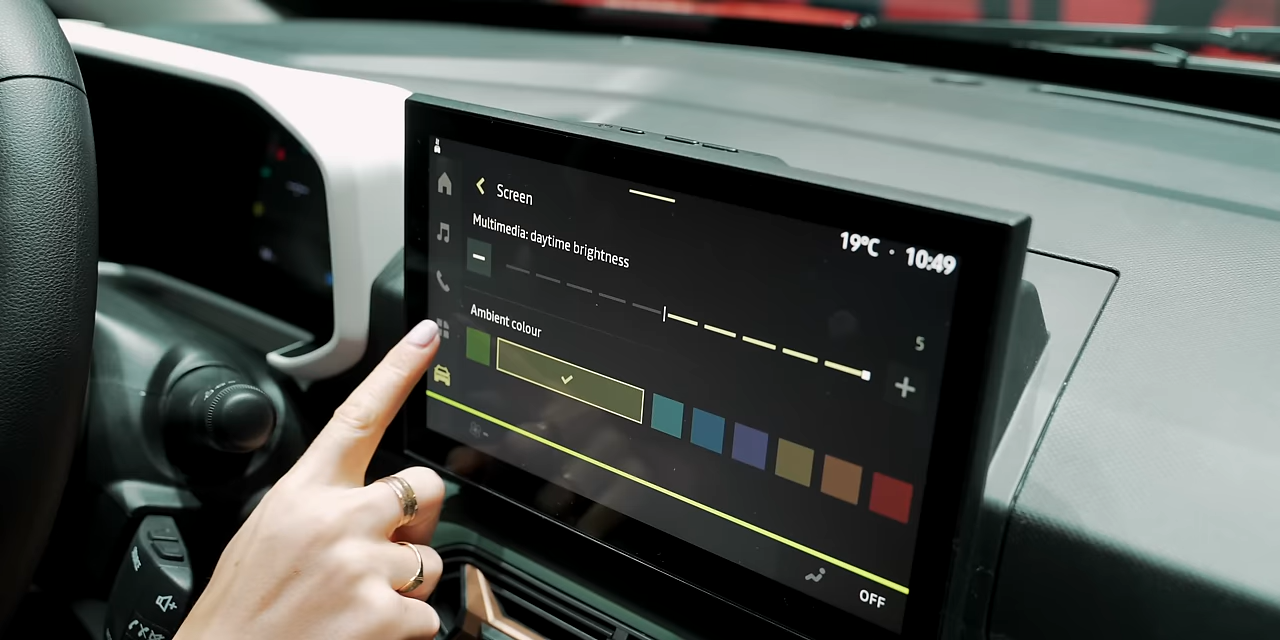 Screen
19°C · 10:49
Multimedia: daytime brightness
5
Ambient colour
OFF